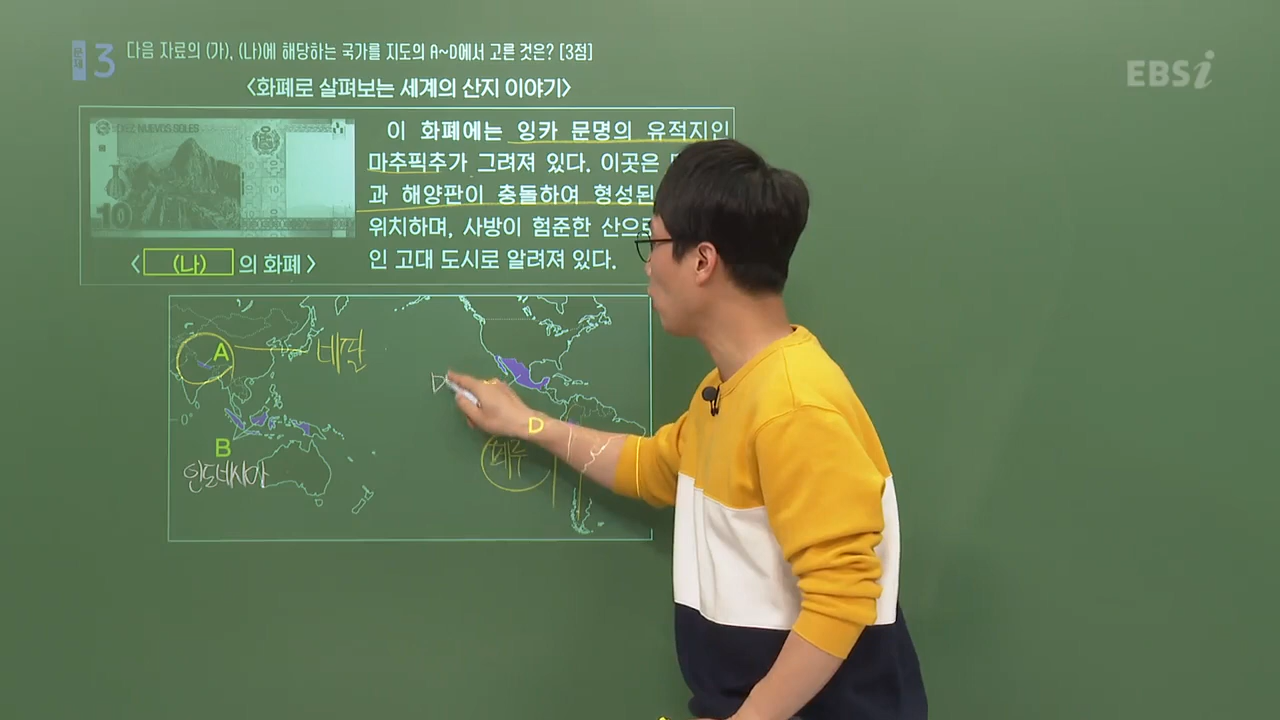 문제 3 다음 자료의 (가), (나)에 해당하는 국가를 지도의 A~D에서 고른 것은? [3점]
EBSi
<화폐로 살펴보는 세계의 산지 이야기>
DIEZ NUEVOS SOLES
10
이 화폐에는 잉카 문명의 유적지인
마추픽추가 그려져 있다. 이곳은
과 해양판이 충돌하여 형성된
위치하며, 사방이 험준한 산으로
인 고대 도시로 알려져 있다.
< (나) 의 화폐 >
A
네팔
D
B
인도네시아
페루